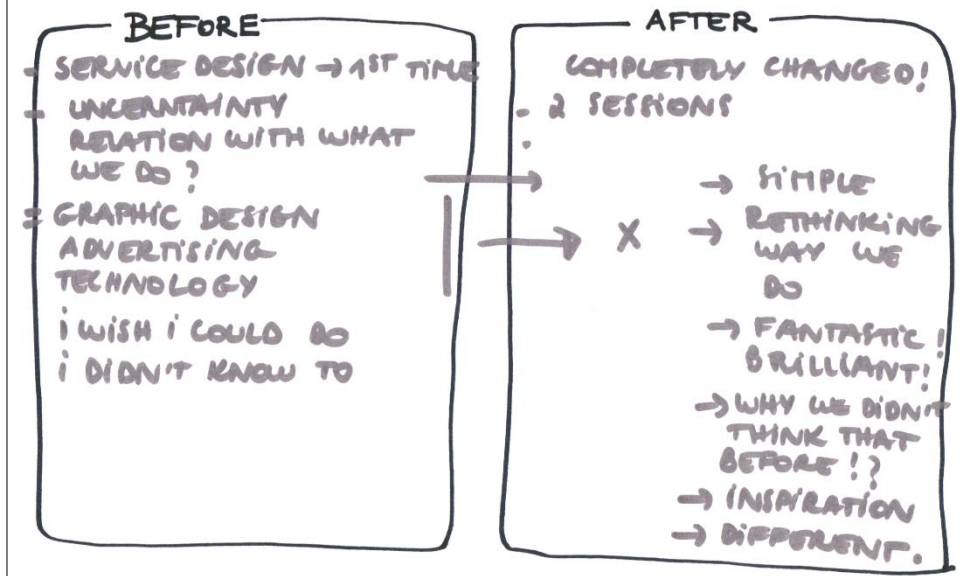 BEFORE
- SERVICE DESIGN → 1ST TIME
- UNCERNTAINTY
RELATION WITH WHAT
WE DO?
= GRAPHIC DESIGN
ADVERTISING
TECHNOLOGY
I WISH I COULD DO
I DIDN'T KNOW TO
AFTER
COMPLETELY CHANGED!
- 2 SESSIONS
-
→ SIMPLE
X → RETHINKING
WAY WE
DO
→ FANTASTIC!
BRILLIANT!
→ WHY WE DIDN'T
THINK THAT
BEFORE!?
→ INSPIRATION
→ DIFFERENT.